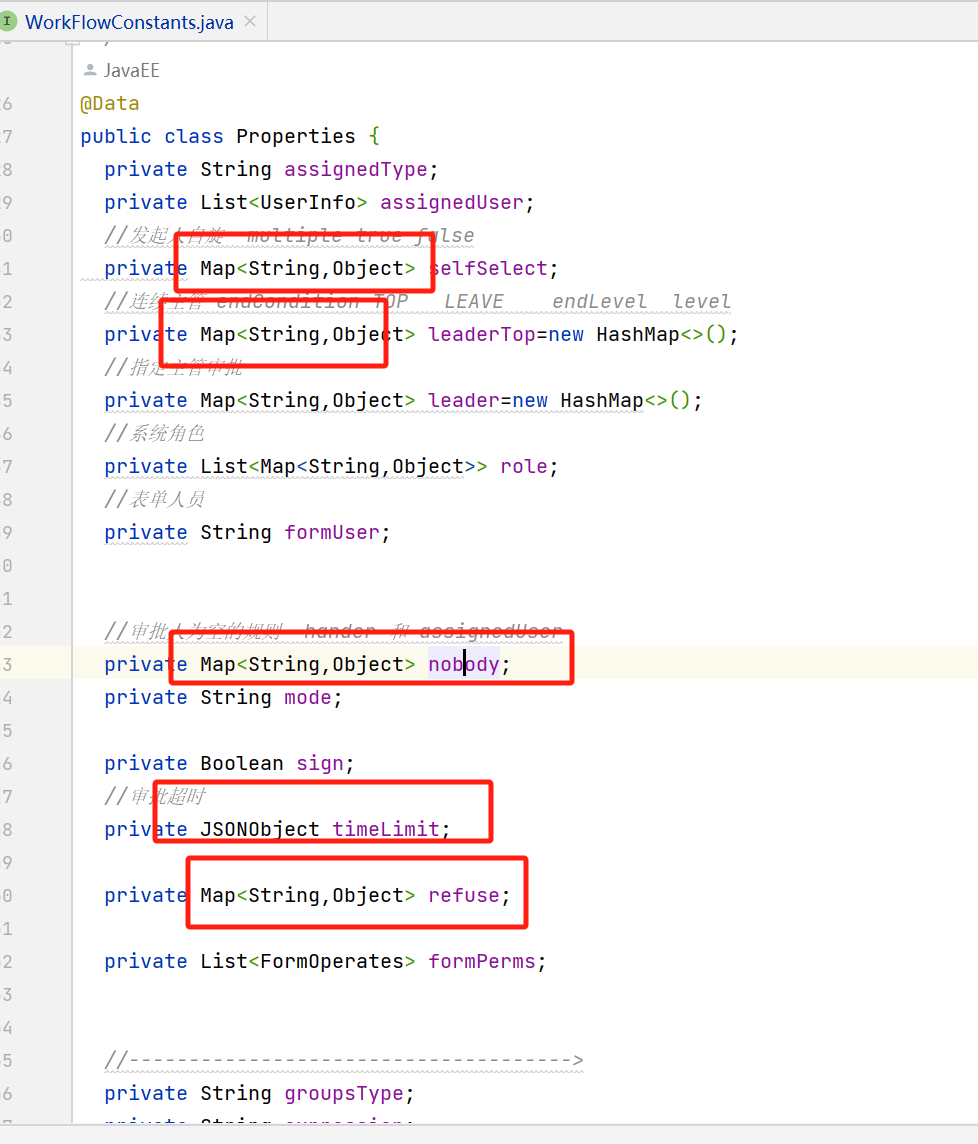 WorkFlowConstants.java
JavaEE
6 @Data
7 public class Properties {
8 private String assignedType;
9 private List<UserInfo> assignedUser;
0 //发起人自旋 multiple true false
1 private Map<String,Object> selfSelect;
2 //连续主管 endCondition TOP LEAVE endLevel level
3 private Map<String,Object> leaderTop=new HashMap<>();
4 //指定主管审批
5 private Map<String,Object> leader=new HashMap<>();
6 //系统角色
7 private List<Map<String,Object>> role;
8 //表单人员
9 private String formUser;
0
1
2 //审批人为空的规则 hander 和 assignedUser
3 private Map<String,Object> nobody;
4 private String mode;
5
6 private Boolean sign;
7 //审批超时
8 private JSONObject timeLimit;
9
0 private Map<String,Object> refuse;
1
2 private List<FormOperates> formPerms;
3
4
5 //------------------------------------->
6 private String groupsType;